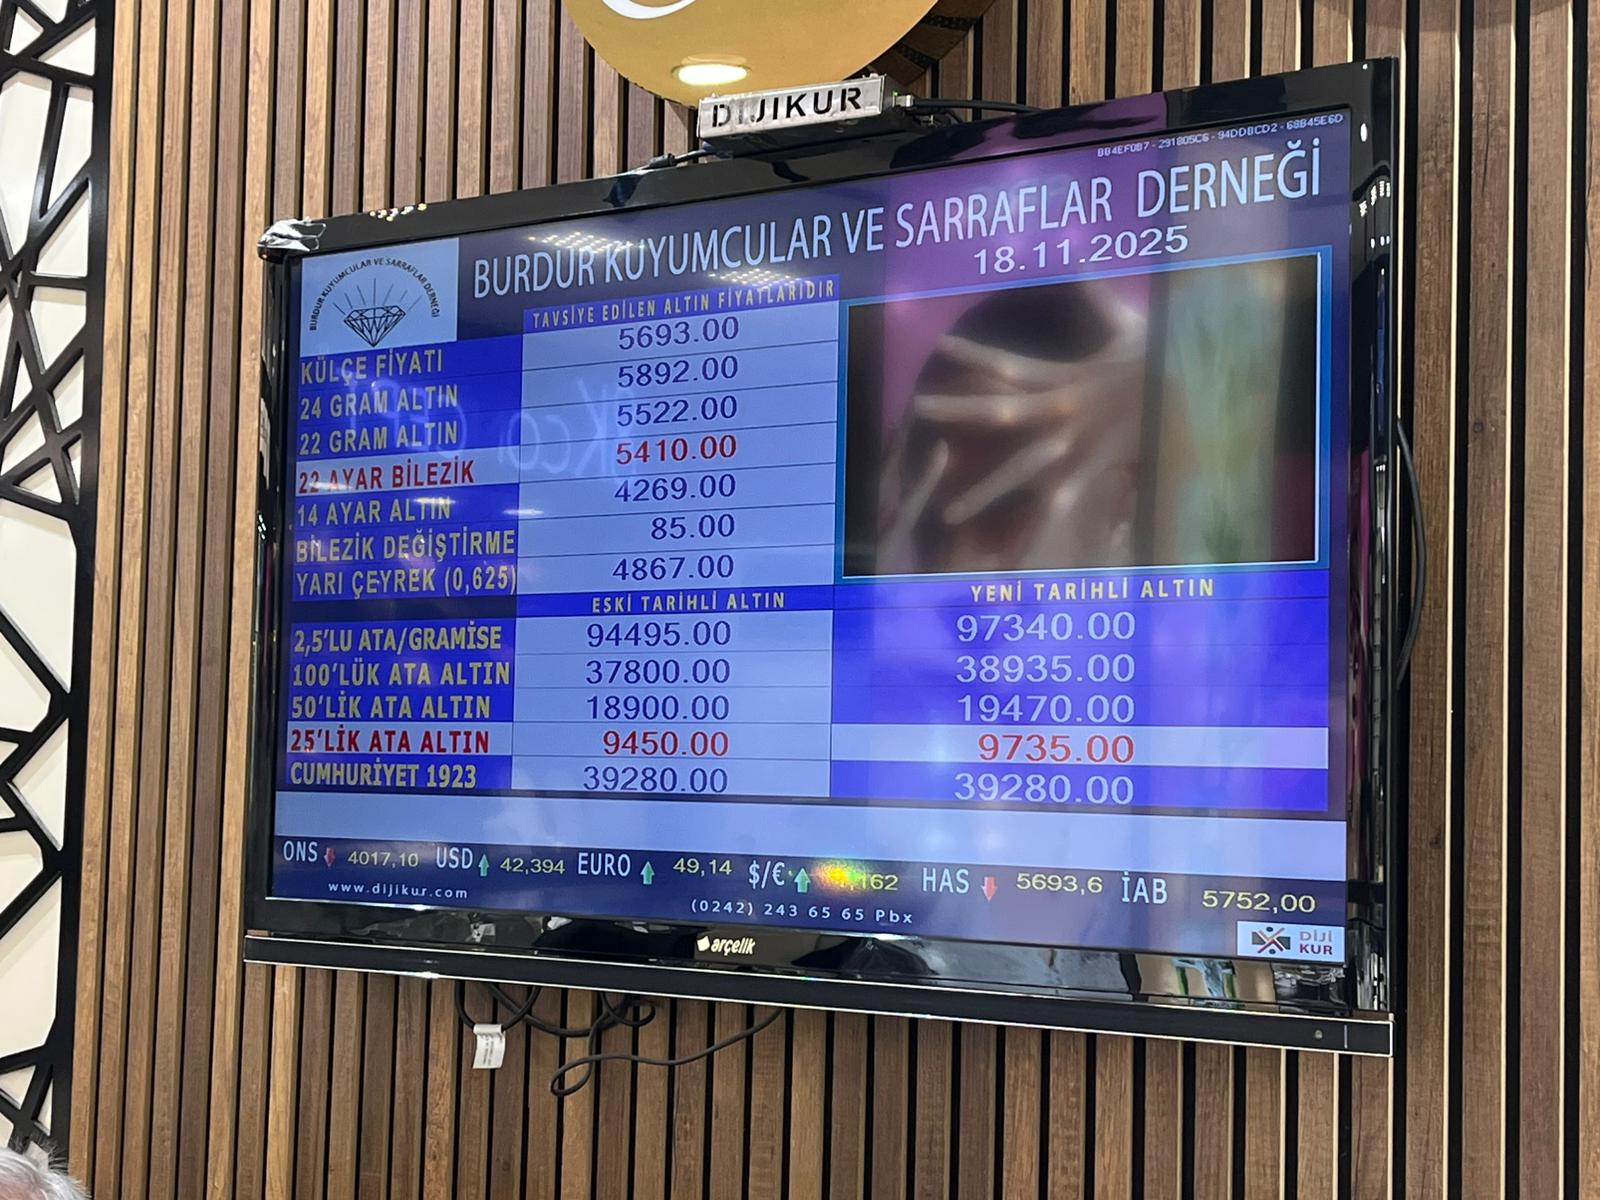 DIJIKUR
BB4EF0B7 - 291805C6 - 94DDBCD2 - 68B45E6D
BURDUR KUYUMCULAR VE SARRAFLAR DERNEĞİ
18.11.2025
BURDUR KUYUMCULAR VE SARRAFLAR DERNEĞİ
TAVSİYE EDİLEN ALTIN FİYATLARIDIR
KÜLÇE FİYATI 5693.00
24 GRAM ALTIN 5892.00
22 GRAM ALTIN 5522.00
22 AYAR BİLEZİK 5410.00
14 AYAR ALTIN 4269.00
BİLEZİK DEĞİŞTİRME 85.00
YARI ÇEYREK (0,625) 4867.00
ESKİ TARİHLİ ALTIN YENİ TARİHLİ ALTIN
2,5'LU ATA/GRAMİSE 94495.00 97340.00
100'LÜK ATA ALTIN 37800.00 38935.00
50'LİK ATA ALTIN 18900.00 19470.00
25'LİK ATA ALTIN 9450.00 9735.00
CUMHURİYET 1923 39280.00 39280.00
ONS 4017,10 USD 42,394 EURO 49,14 $/€ HAS 5693,6 İAB 5752,00
www.dijikur.com
(0242) 243 65 65 Pbx
DİJİ
KUR
arçelik